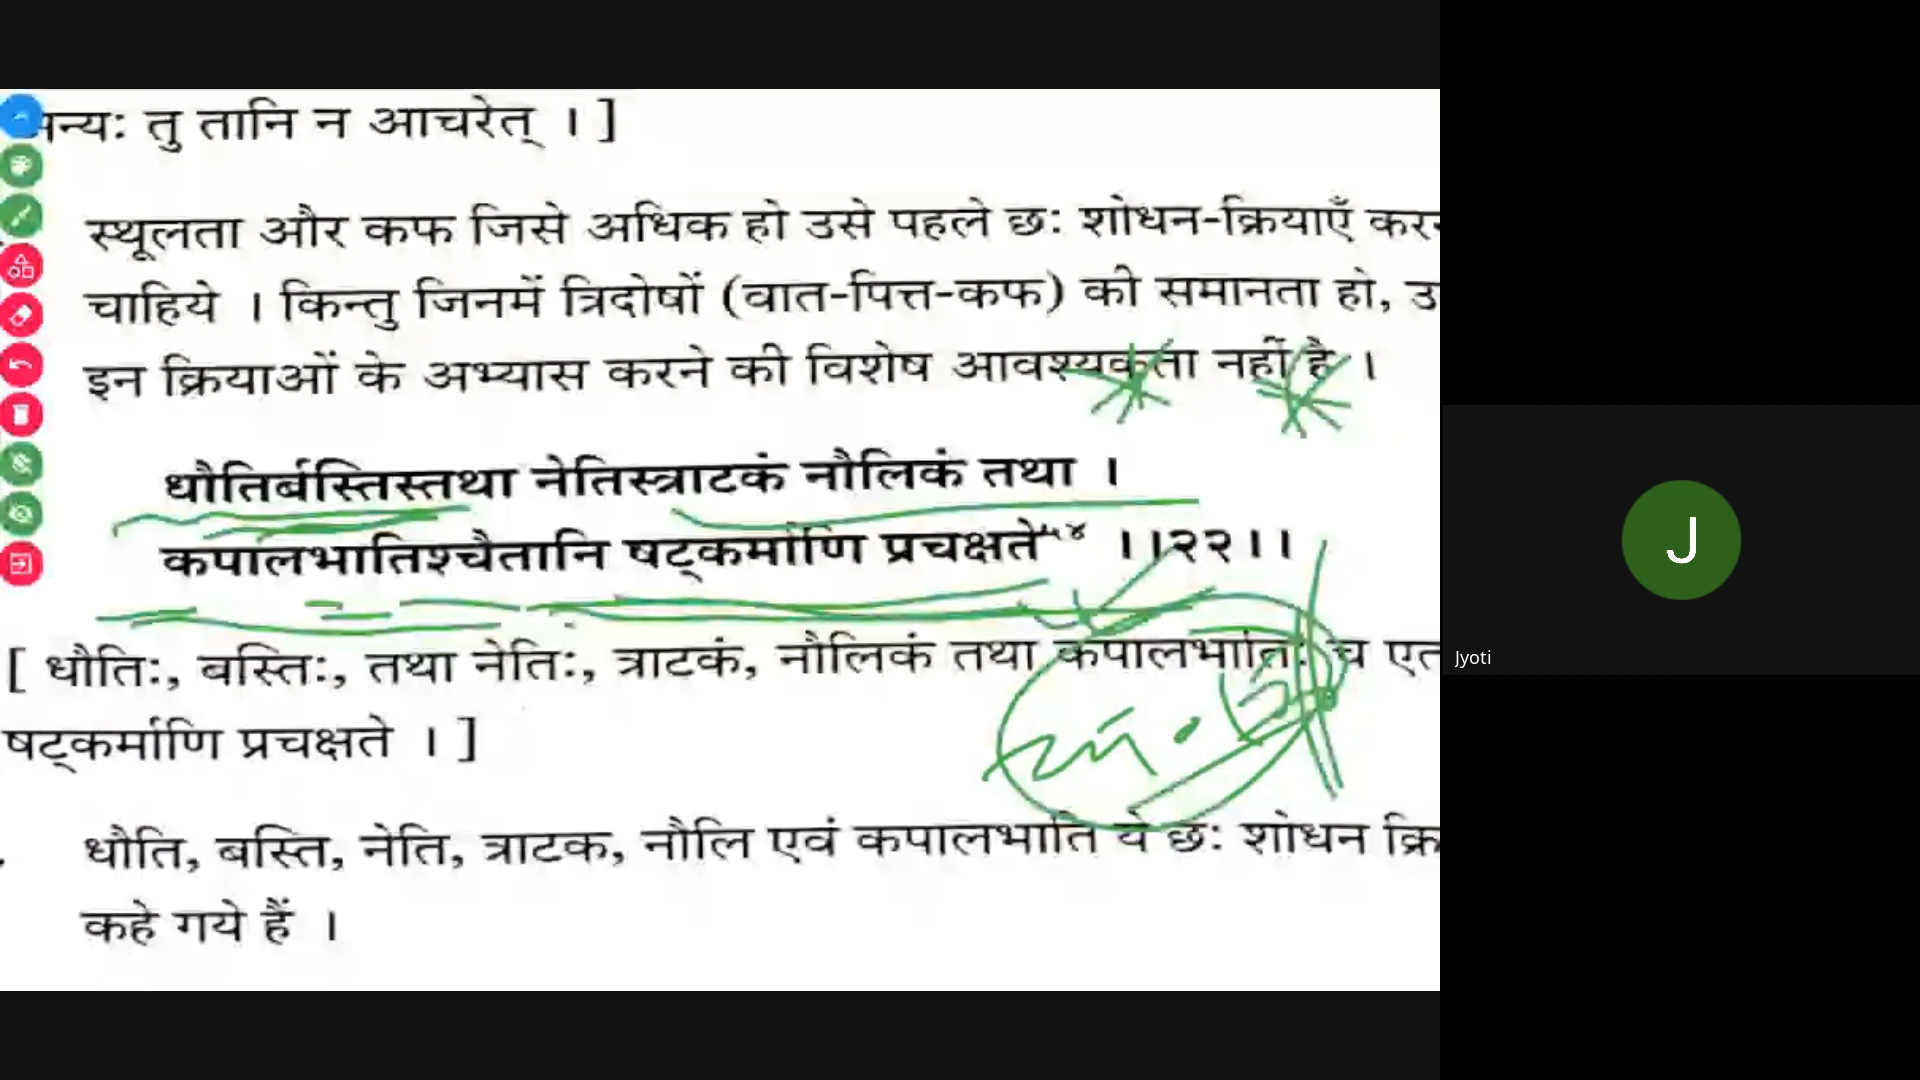 अन्यः तु तानि न आचरेत् । ]
स्थूलता और कफ जिसे अधिक हो उसे पहले छः शोधन-क्रियाएँ कर
चाहिये । किन्तु जिनमें त्रिदोषों (वात-पित्त-कफ) की समानता हो, उ
इन क्रियाओं के अभ्यास करने की विशेष आवश्यकता नहीं है ।
धौतिर्बस्तिस्तथा नेतिस्त्राटकं नौलिकं तथा ।
कपालभातिश्चैतानि षट्कर्माणि प्रचक्षते५४ ।।२२।।
[ धौतिः, बस्तिः, तथा नेतिः, त्राटकं, नौलिकं तथा कपालभातिः च एत
षट्कर्माणि प्रचक्षते । ]
धौति, बस्ति, नेति, त्राटक, नौलि एवं कपालभाति ये छः शोधन क्रि
कहे गये हैं ।
J
Jyoti